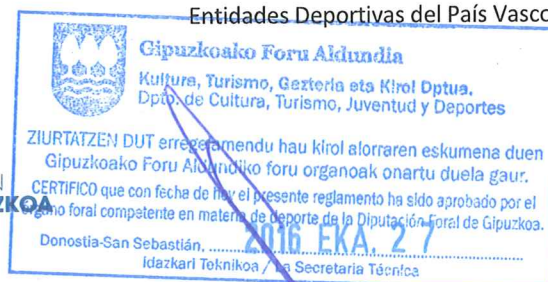 Entidades Deportivas del País Vasco
Gipuzkoako Foru Aldundia
Kultura, Turismo, Gazteria eta Kirol Dptua.
Dpto. de Cultura, Turismo, Juventud y Deportes
ZIURTATZEN DUT erregelamendu hau kirol alorraren eskumena duen
Gipuzkoako Foru Aldundiko foru organoak onartu duela gaur.
CERTIFICO que con fecha de hoy el presente reglamento ha sido aprobado por el
ZKOA
órgano foral competente en materia de deporte de la Diputación Foral de Gipuzkoa.
Donostia-San Sebastián, ........ 2016 EKA. 27
Idazkari Teknikoa / La Secretaria Técnica